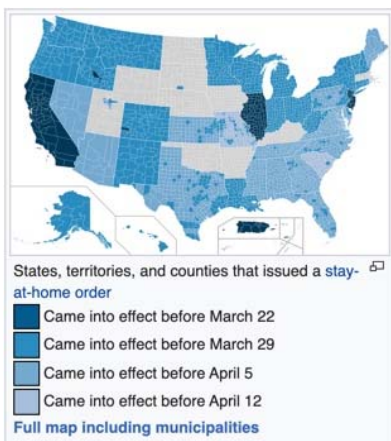 States, territories, and counties that issued a stay-
at-home order
Came into effect before March 22
Came into effect before March 29
Came into effect before April 5
Came into effect before April 12
Full map including municipalities